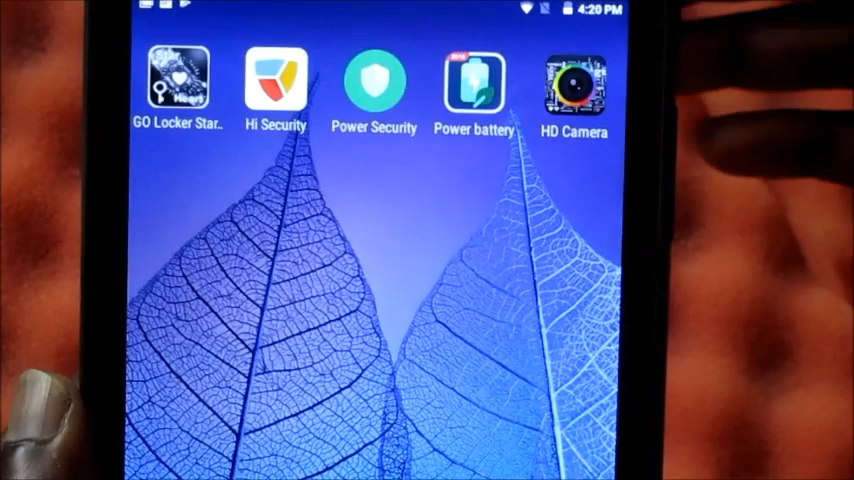 4:20 PM
GO Locker Star..
Hi Security
Power Security
Power battery
HD Camera